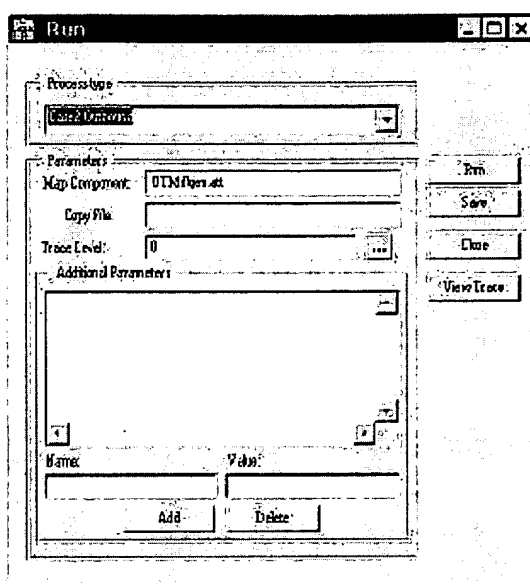 Run
Process type
Parameters
Map Component:
Copy File:
Trace Level: 0
Additional Parameters
Name: Value:
Add Delete
Run
Save
Close
View Trace